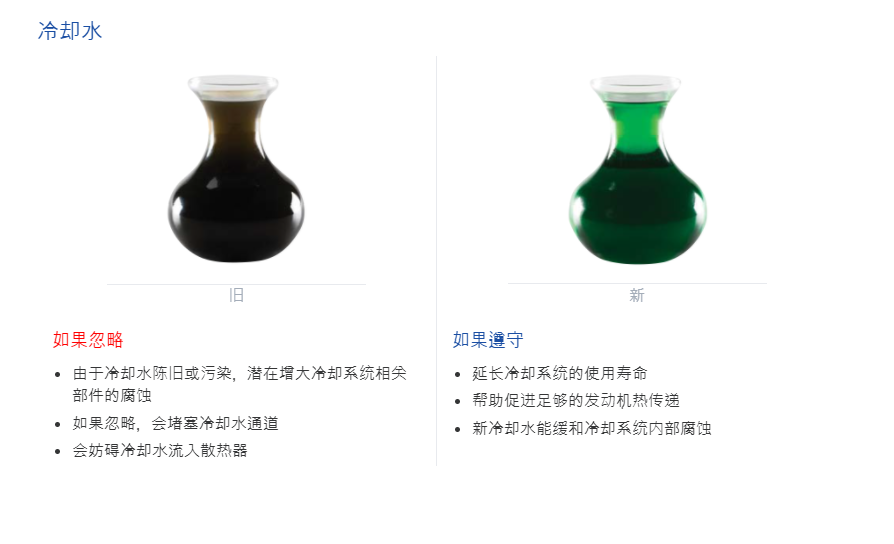 冷却水
旧
如果忽略
由于冷却水陈旧或污染，潜在增大冷却系统相关
部件的腐蚀
如果忽略，会堵塞冷却水通道
会妨碍冷却水流入散热器
新
如果遵守
延长冷却系统的使用寿命
帮助促进足够的发动机热传递
新冷却水能缓和冷却系统内部腐蚀